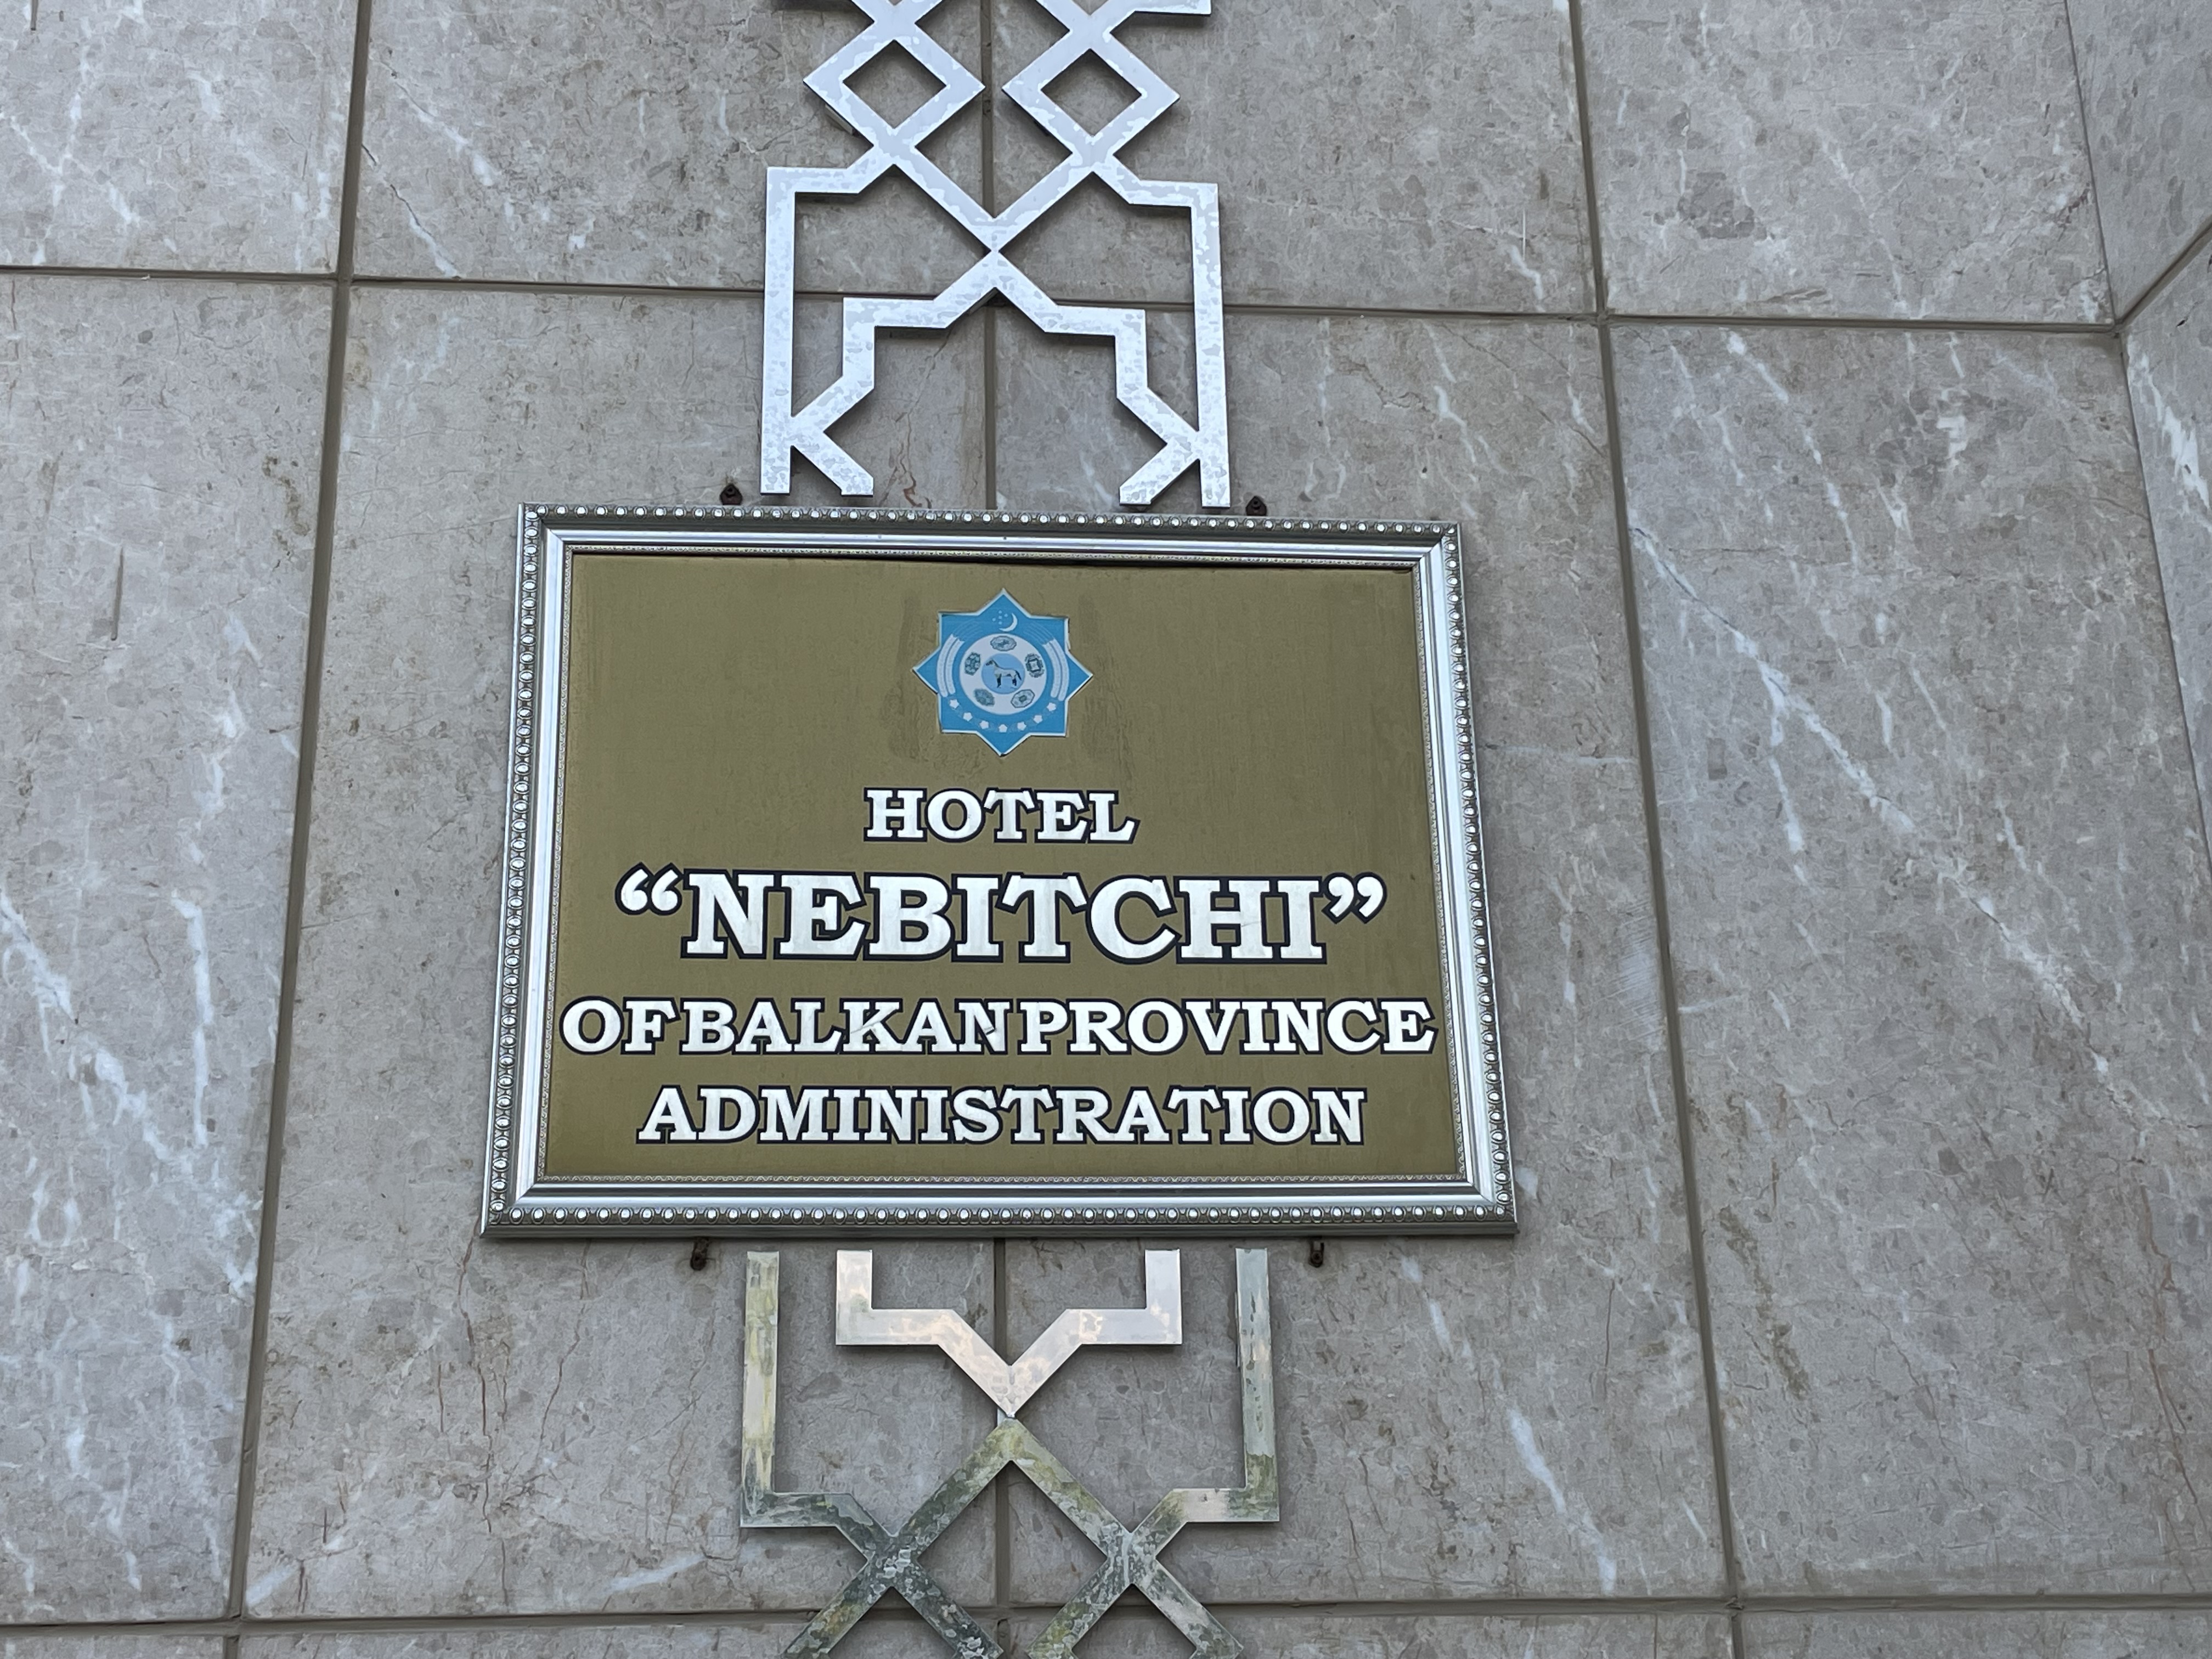 HOTEL
“NEBITCHI”
OF BALKAN PROVINCE
ADMINISTRATION